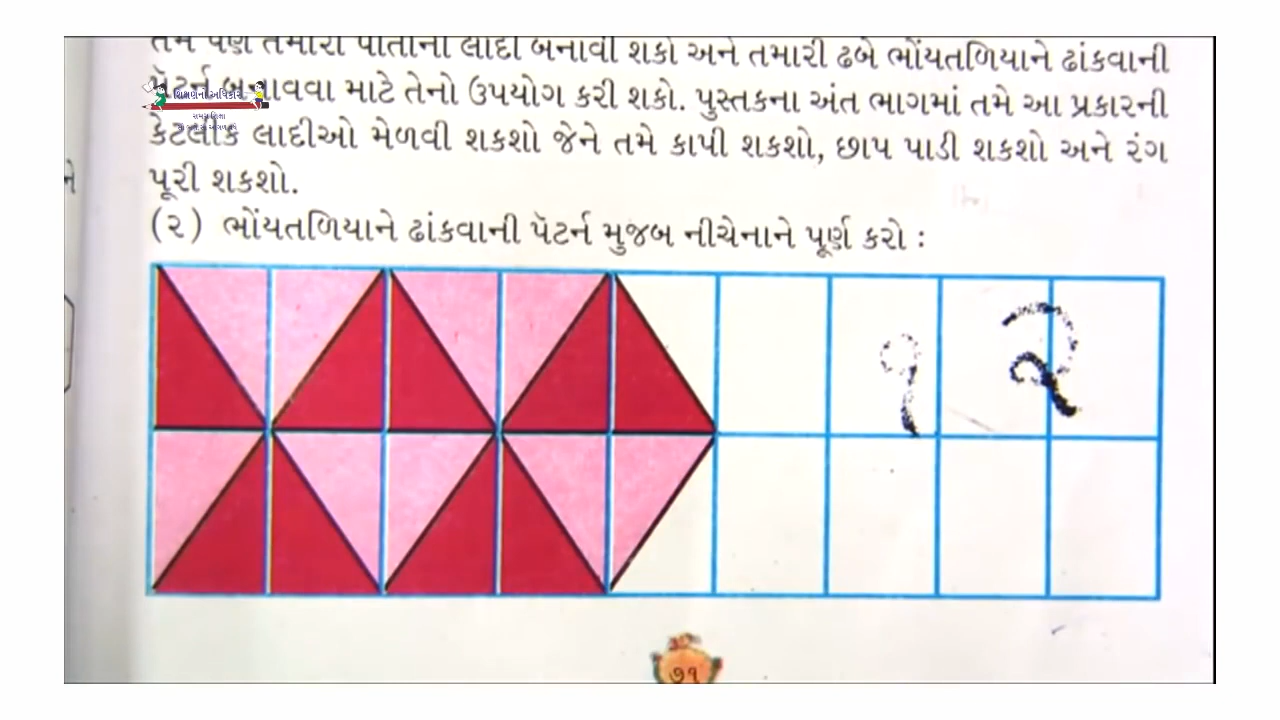 તમે પણ તમારી પોતાની લાદી બનાવી શકો અને તમારી ઢબે ભોંયતળિયાને ઢાંકવાની
પૅટર્ન બનાવવા માટે તેનો ઉપયોગ કરી શકો. પુસ્તકના અંત ભાગમાં તમે આ પ્રકારની
કેટલીક લાદીઓ મેળવી શકશો જેને તમે કાપી શકશો, છાપ પાડી શકશો અને રંગ
પૂરી શકશો.
(૨) ભોંયતળિયાને ઢાંકવાની પૅટર્ન મુજબ નીચેનાને પૂર્ણ કરો :
૧ ૨
૭૧